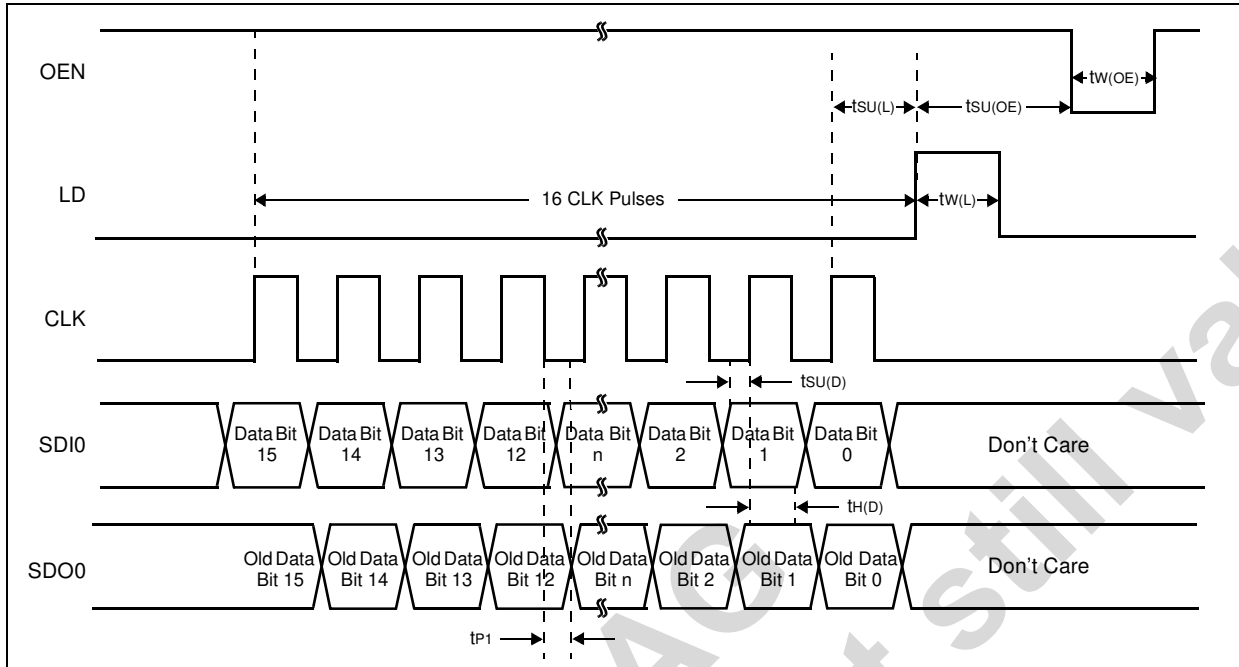 OEN
tW(OE)
tSU(L)
tSU(OE)
LD
16 CLK Pulses
tW(L)
CLK
tSU(D)
SDI0
Data Bit
15
Data Bit
14
Data Bit
13
Data Bit
12
Data Bit
n
Data Bit
2
Data Bit
1
Data Bit
0
Don't Care
tH(D)
SDO0
Old Data
Bit 15
Old Data
Bit 14
Old Data
Bit 13
Old Data
Bit 12
Old Data
Bit n
Old Data
Bit 2
Old Data
Bit 1
Old Data
Bit 0
Don't Care
tP1
AG
still